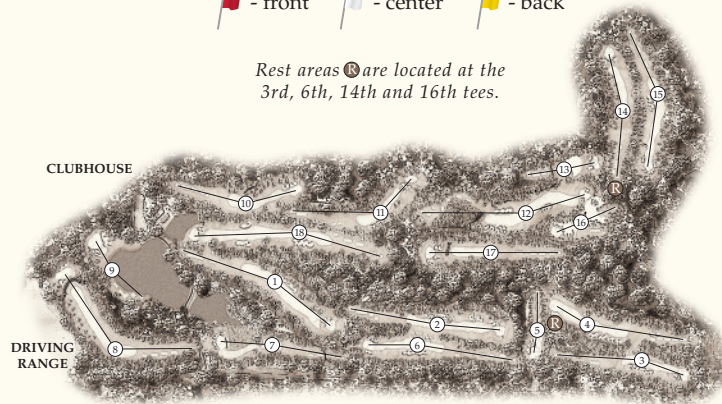 - front - center - back
Rest areas R are located at the
3rd, 6th, 14th and 16th tees.
CLUBHOUSE
DRIVING
RANGE
15
14
13
R
10
11
12
16
18
17
9
1
2
5
R
4
8
7
6
3